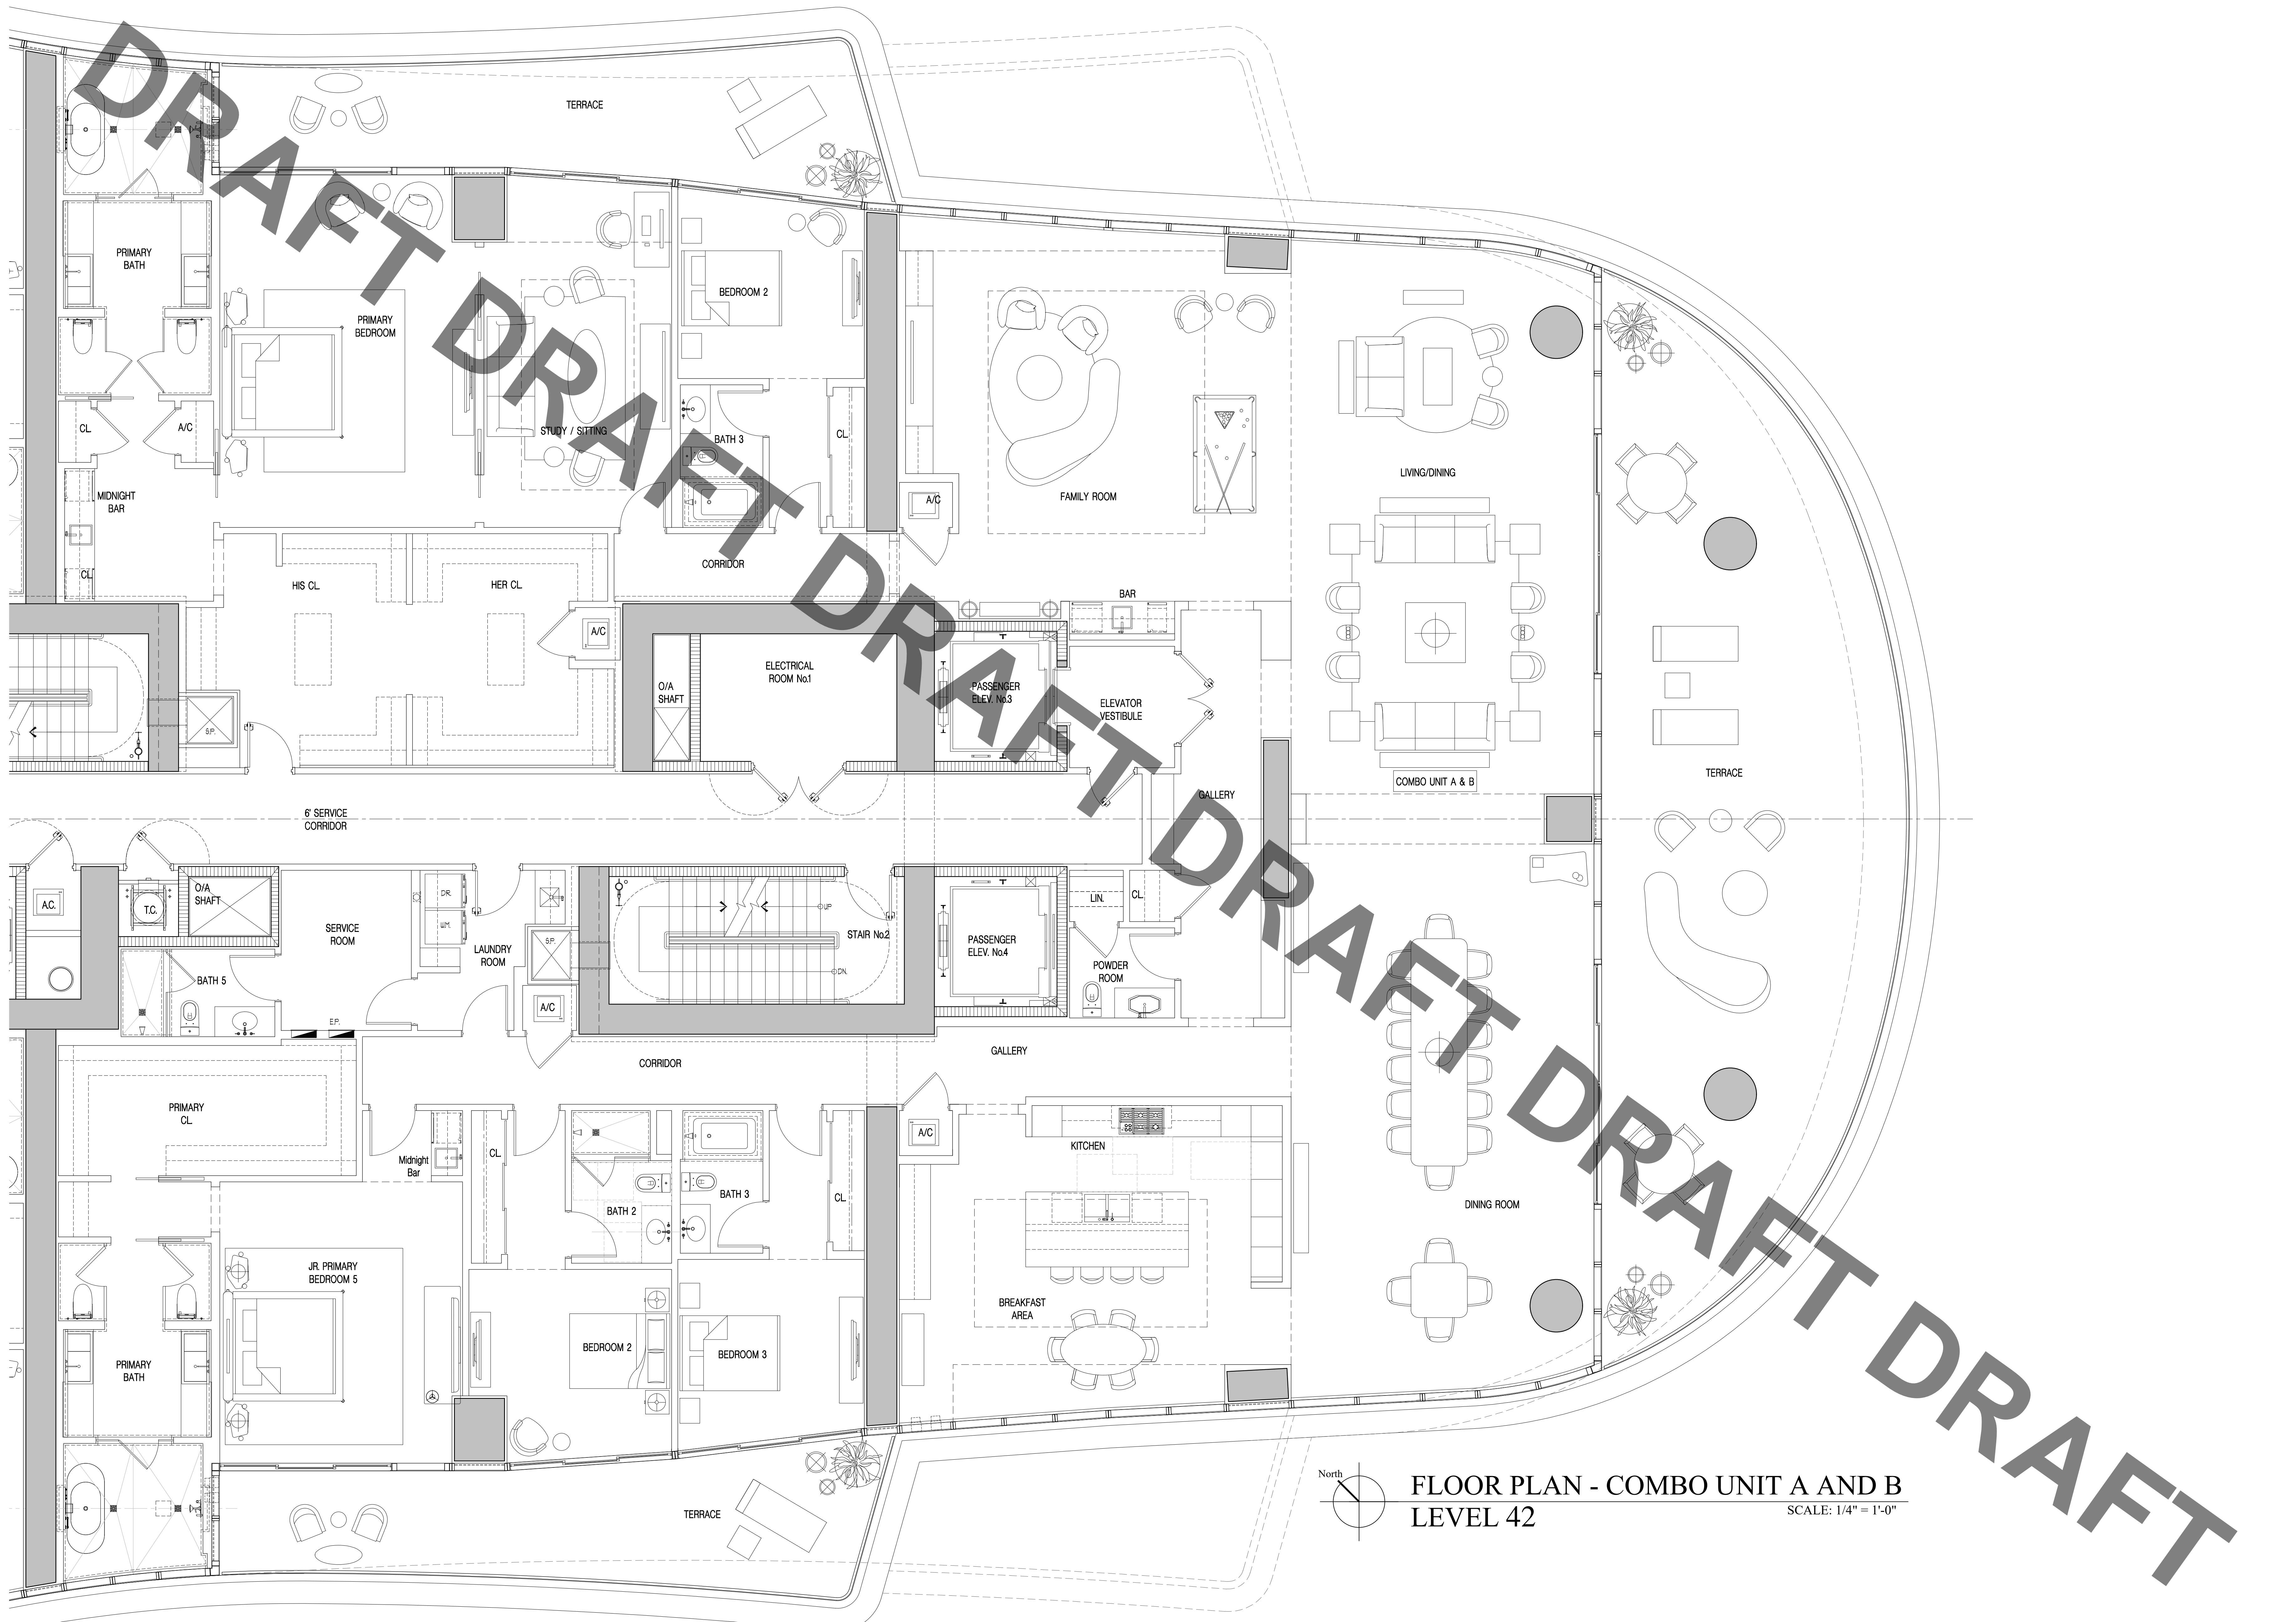 DRAFT DRAFT DRAFT DRAFT DRAFT DRAFT DRAFT
TERRACE
PRIMARY
BATH
PRIMARY
BEDROOM
BEDROOM 2
STUDY / SITTING
BATH 3
CL.
CL.
A/C
MIDNIGHT
BAR
CL.
A/C
FAMILY ROOM
LIVING/DINING
CORRIDOR
HIS CL.
HER CL.
A/C
BAR
ELECTRICAL
ROOM No.1
O/A
SHAFT
PASSENGER
ELEV. No.3
ELEVATOR
VESTIBULE
S.P.
COMBO UNIT A & B
TERRACE
GALLERY
6' SERVICE
CORRIDOR
A.C.
T.C.
O/A
SHAFT
SERVICE
ROOM
DR.
W.M.
LAUNDRY
ROOM
S.P.
UP
STAIR No.2
DN.
PASSENGER
ELEV. No.4
LIN.
CL.
POWDER
ROOM
BATH 5
E.P.
A/C
CORRIDOR
GALLERY
PRIMARY
CL.
Midnight
Bar
CL.
BATH 2
BATH 3
CL.
A/C
KITCHEN
DINING ROOM
JR. PRIMARY
BEDROOM 5
BREAKFAST
AREA
PRIMARY
BATH
BEDROOM 2
BEDROOM 3
TERRACE
North
FLOOR PLAN - COMBO UNIT A AND B
LEVEL 42
SCALE: 1/4" = 1'-0"